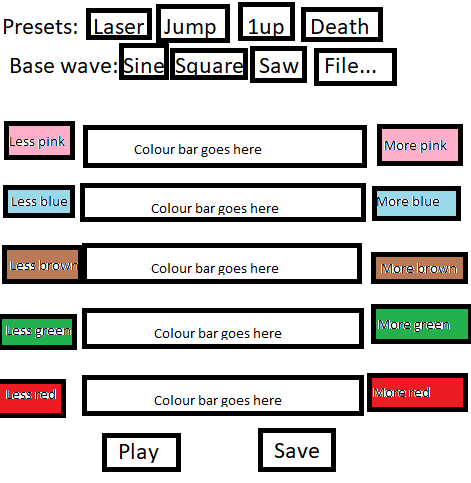 Presets: Laser Jump 1up Death
Base wave: Sine Square Saw File...
Less pink Colour bar goes here More pink
Less blue Colour bar goes here More blue
Less brown Colour bar goes here More brown
Less green Colour bar goes here More green
Less red Colour bar goes here More red
Play Save